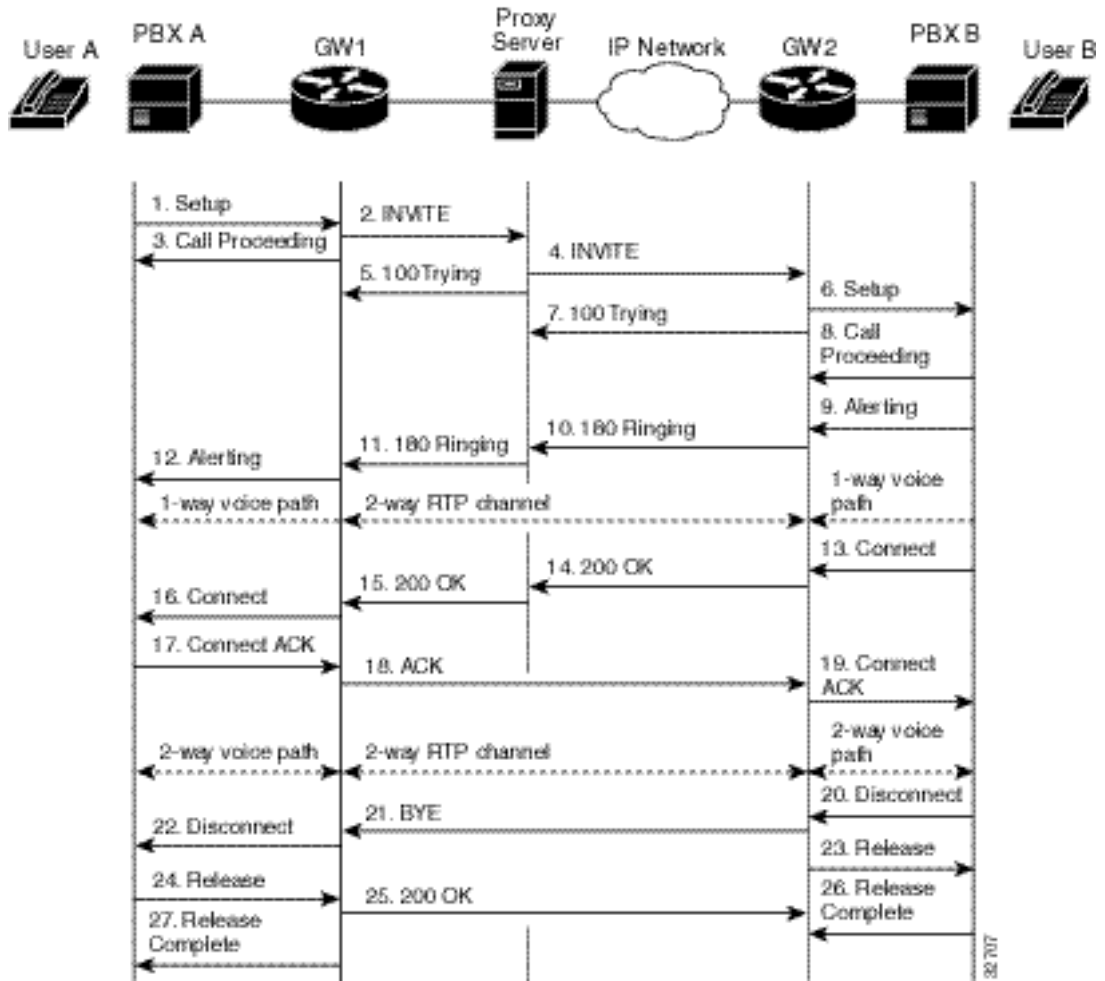 User A
PBX A
GW1
Proxy
Server
IP Network
GW2
PBX B
User B
1. Setup
2. INVITE
3. Call Proceeding
4. INVITE
5. 100 Trying
6. Setup
7. 100 Trying
8. Call
Proceeding
9. Alerting
10. 180 Ringing
11. 180 Ringing
12. Alerting
1-way voice path
2-way RTP channel
1-way voice
path
13. Connect
14. 200 OK
15. 200 OK
16. Connect
17. Connect ACK
18. ACK
19. Connect
ACK
2-way voice path
2-way RTP channel
2-way voice
path
20. Disconnect
21. BYE
22. Disconnect
23. Release
24. Release
25. 200 OK
26. Release
Complete
27. Release
Complete
32707